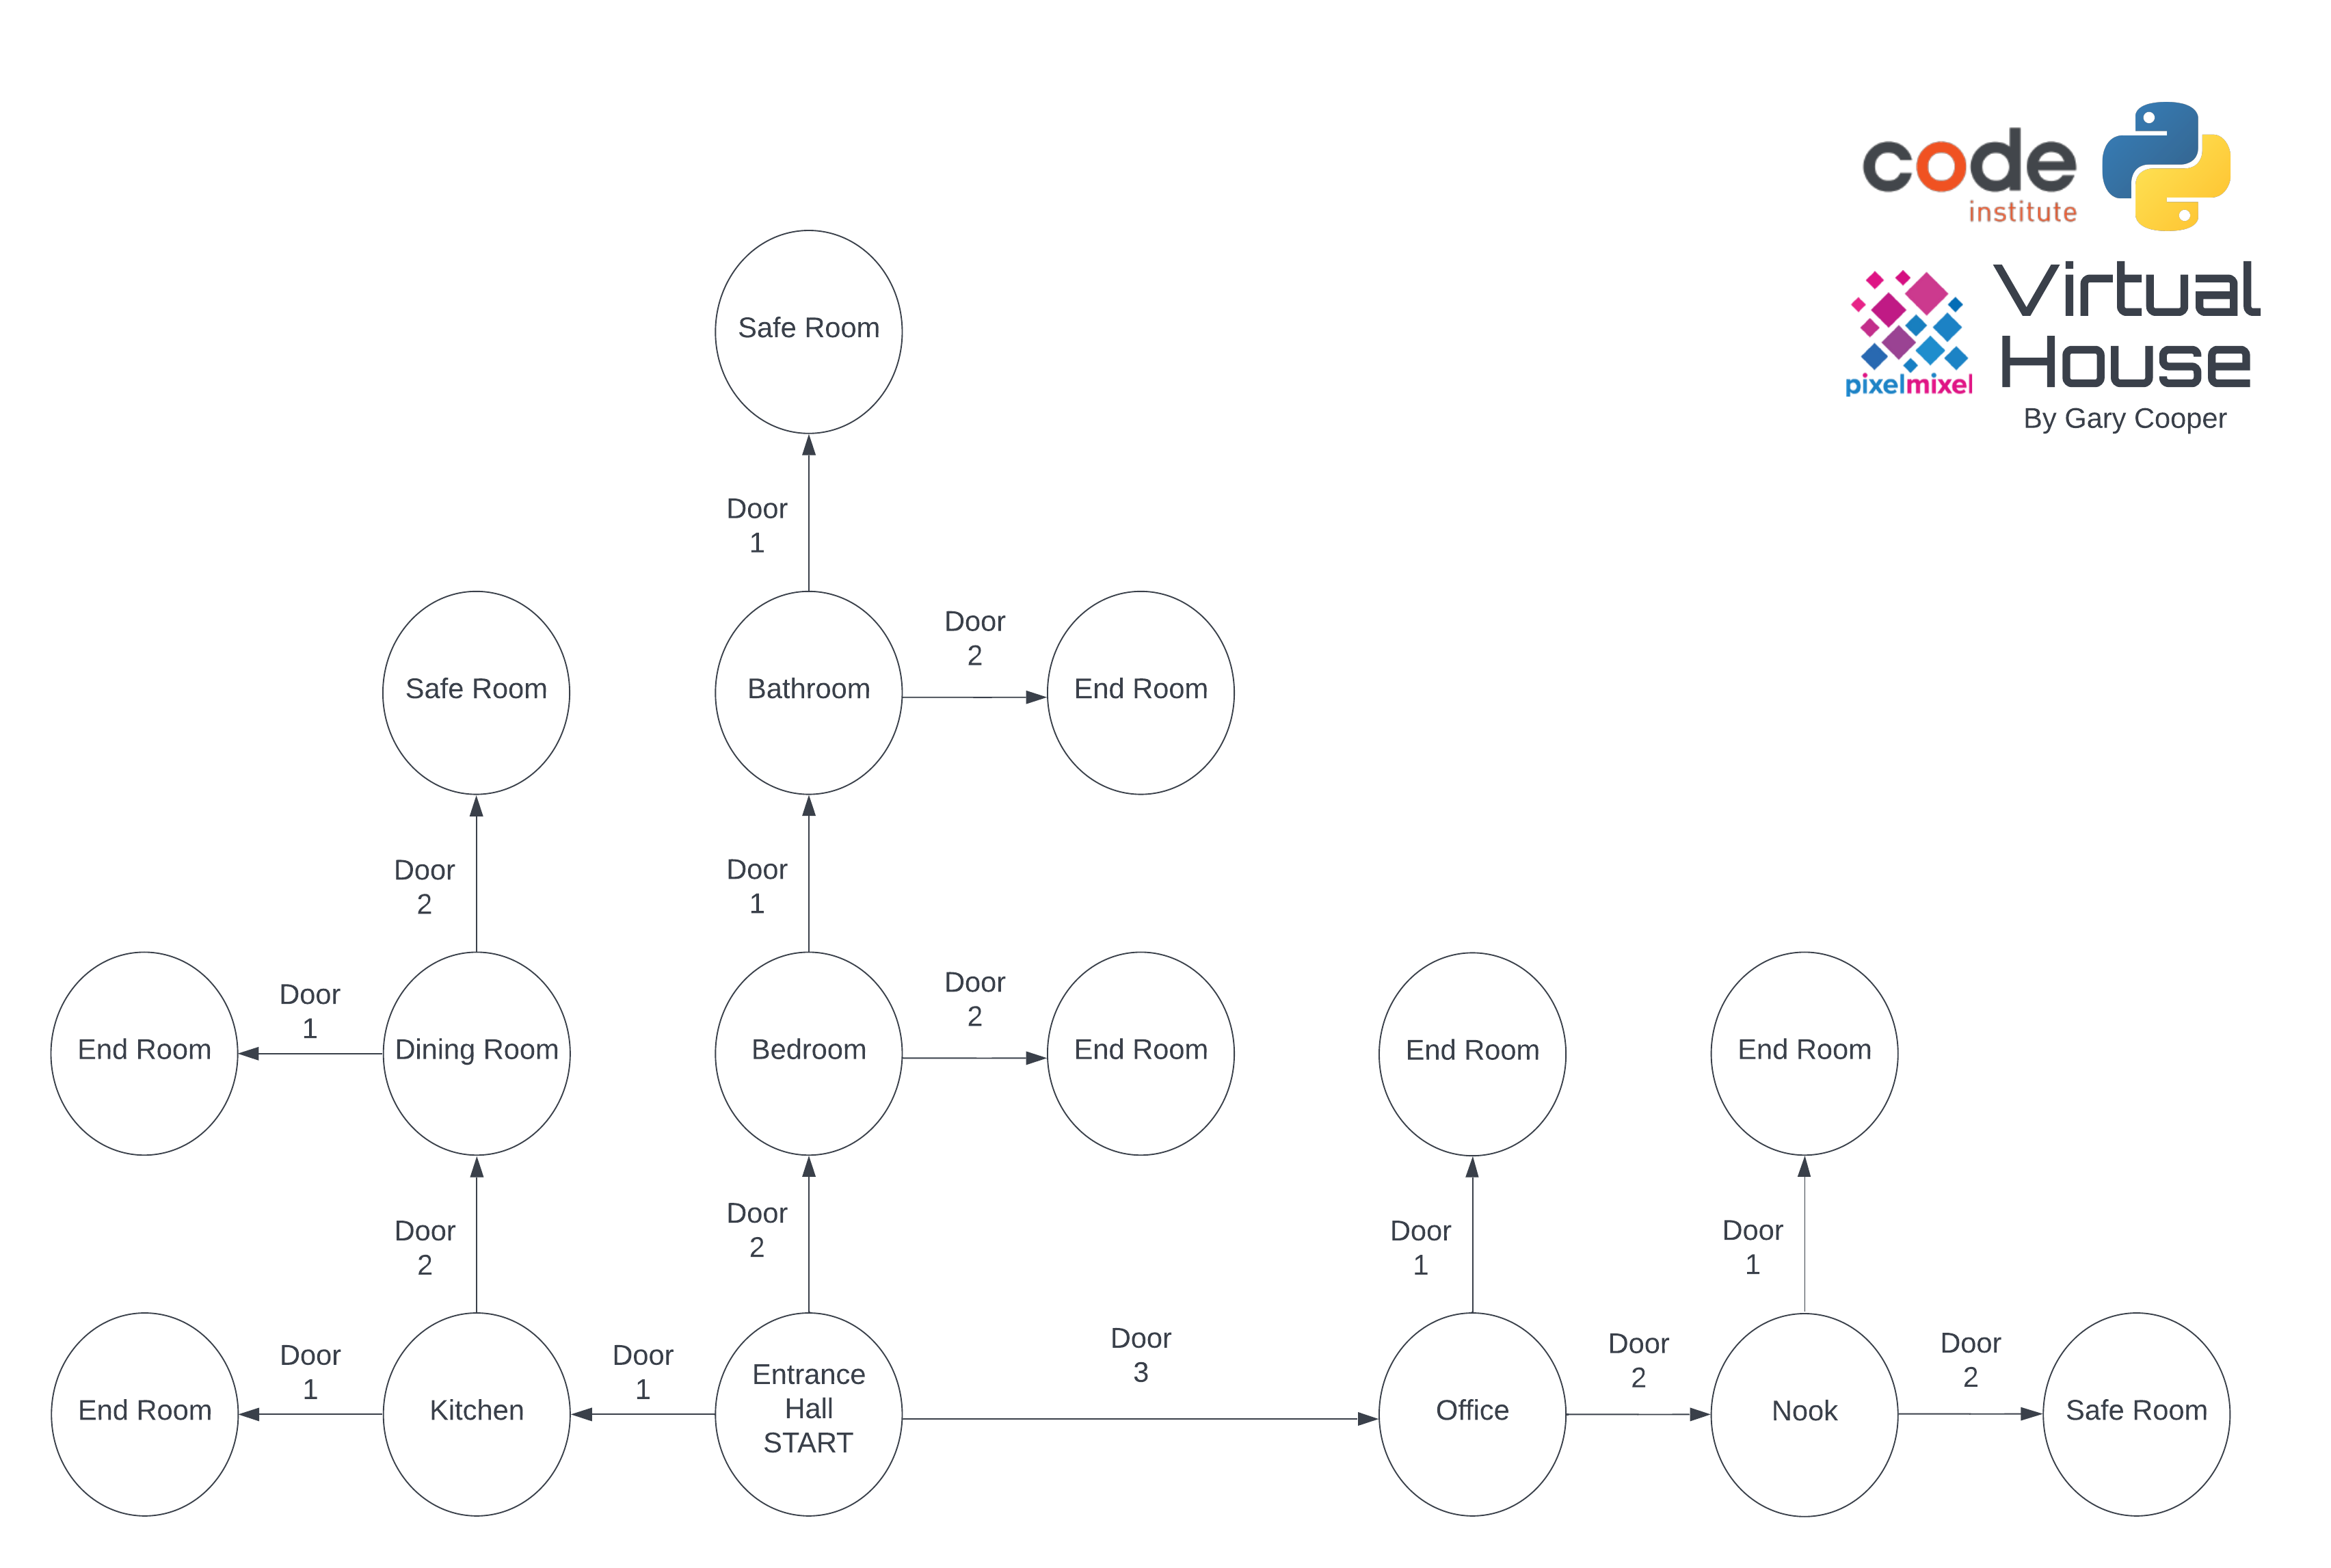 code
institute
Virtual
House
pixelmixel
By Gary Cooper
Safe Room
Door
1
Safe Room
Bathroom
Door
2
End Room
Door
2
Door
1
End Room
Door
1
Dining Room
Bedroom
Door
2
End Room
End Room
End Room
Door
2
Door
2
Door
1
Door
1
End Room
Door
1
Kitchen
Door
1
Entrance
Hall
START
Door
3
Office
Door
2
Nook
Door
2
Safe Room